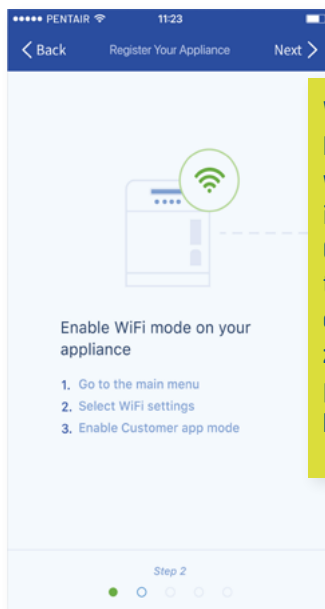 PENTAIR 11:23
Back Register Your Appliance Next
Enable WiFi mode on your
appliance
1. Go to the main menu
2. Select WiFi settings
3. Enable Customer app mode
Step 2